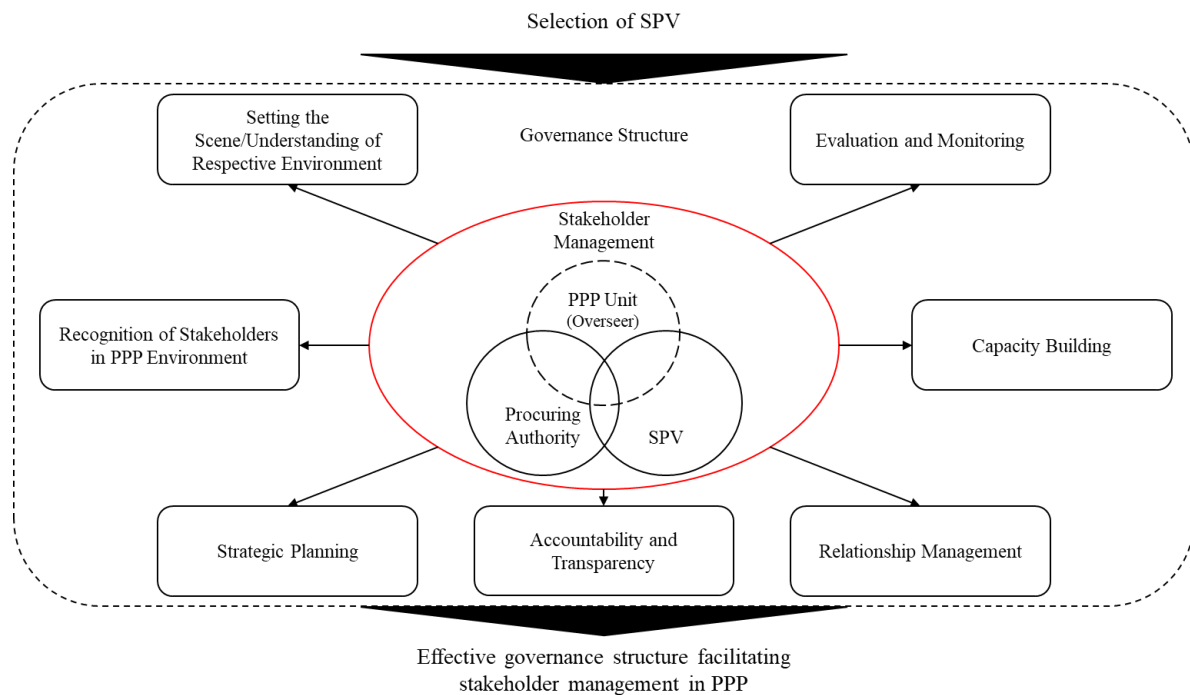 Selection of SPV
Setting the
Scene/Understanding of
Respective Environment
Governance Structure
Evaluation and Monitoring
Stakeholder
Management
PPP Unit
(Overseer)
Recognition of Stakeholders
in PPP Environment
Capacity Building
Procuring
Authority
SPV
Strategic Planning
Accountability and
Transparency
Relationship Management
Effective governance structure facilitating
stakeholder management in PPP